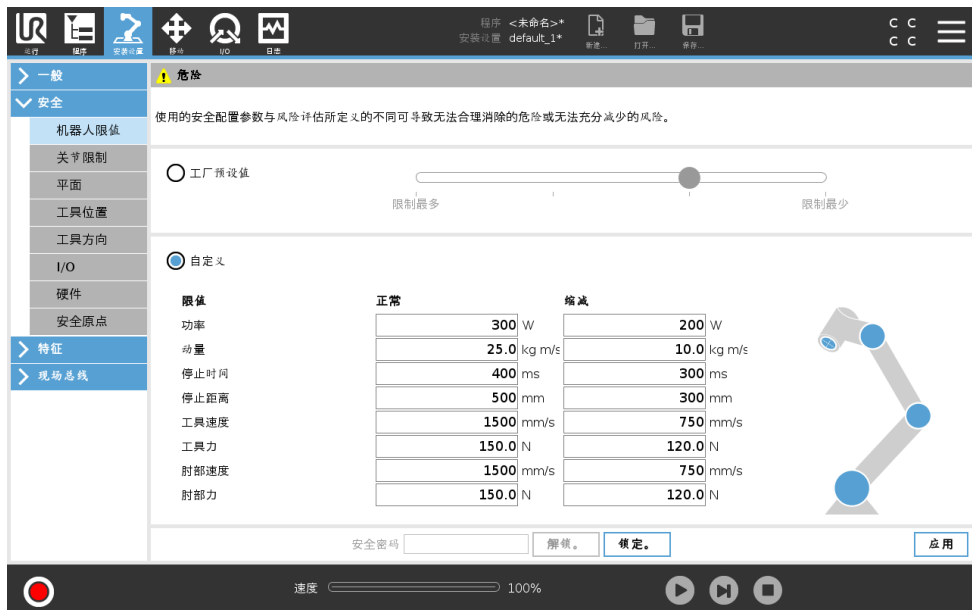 UR
运行
程序
安装设置
移动
I/O
日志
程序 <未命名>*
安装设置 default_1*
新建...
打开...
保存...
C C
C C
一般
安全
机器人限值
关节限制
平面
工具位置
工具方向
I/O
硬件
安全原点
特征
现场总线
危险
使用的安全配置参数与风险评估所定义的不同可导致无法合理消除的危险或无法充分减少的风险。
工厂预设值
限制最多 限制最少
自定义
限值 正常 缩减
功率 300 W 200 W
动量 25.0 kg m/s 10.0 kg m/s
停止时间 400 ms 300 ms
停止距离 500 mm 300 mm
工具速度 1500 mm/s 750 mm/s
工具力 150.0 N 120.0 N
肘部速度 1500 mm/s 750 mm/s
肘部力 150.0 N 120.0 N
安全密码 解锁。 锁定。 应用
速度 100%